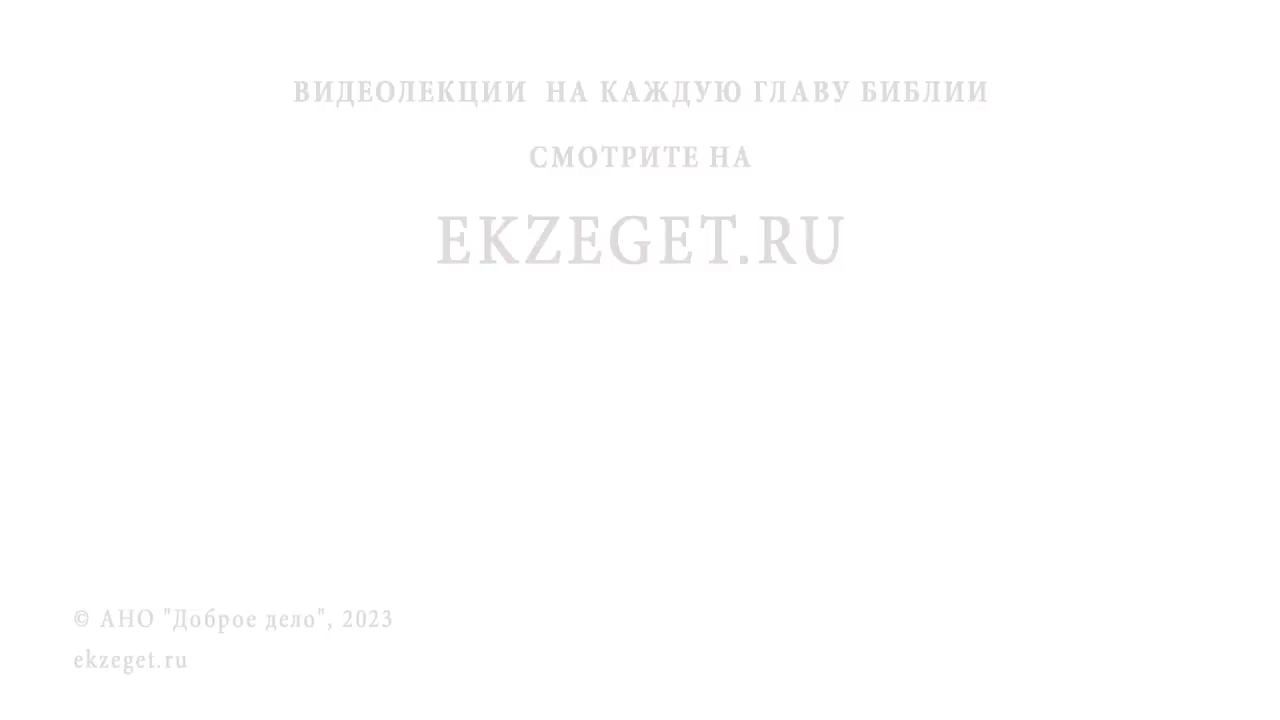 ВИДЕОЛЕКЦИИ НА КАЖДУЮ ГЛАВУ БИБЛИИ
СМОТРИТЕ НА
EKZEGET.RU
© АНО "Доброе дело", 2023
ekzeget.ru